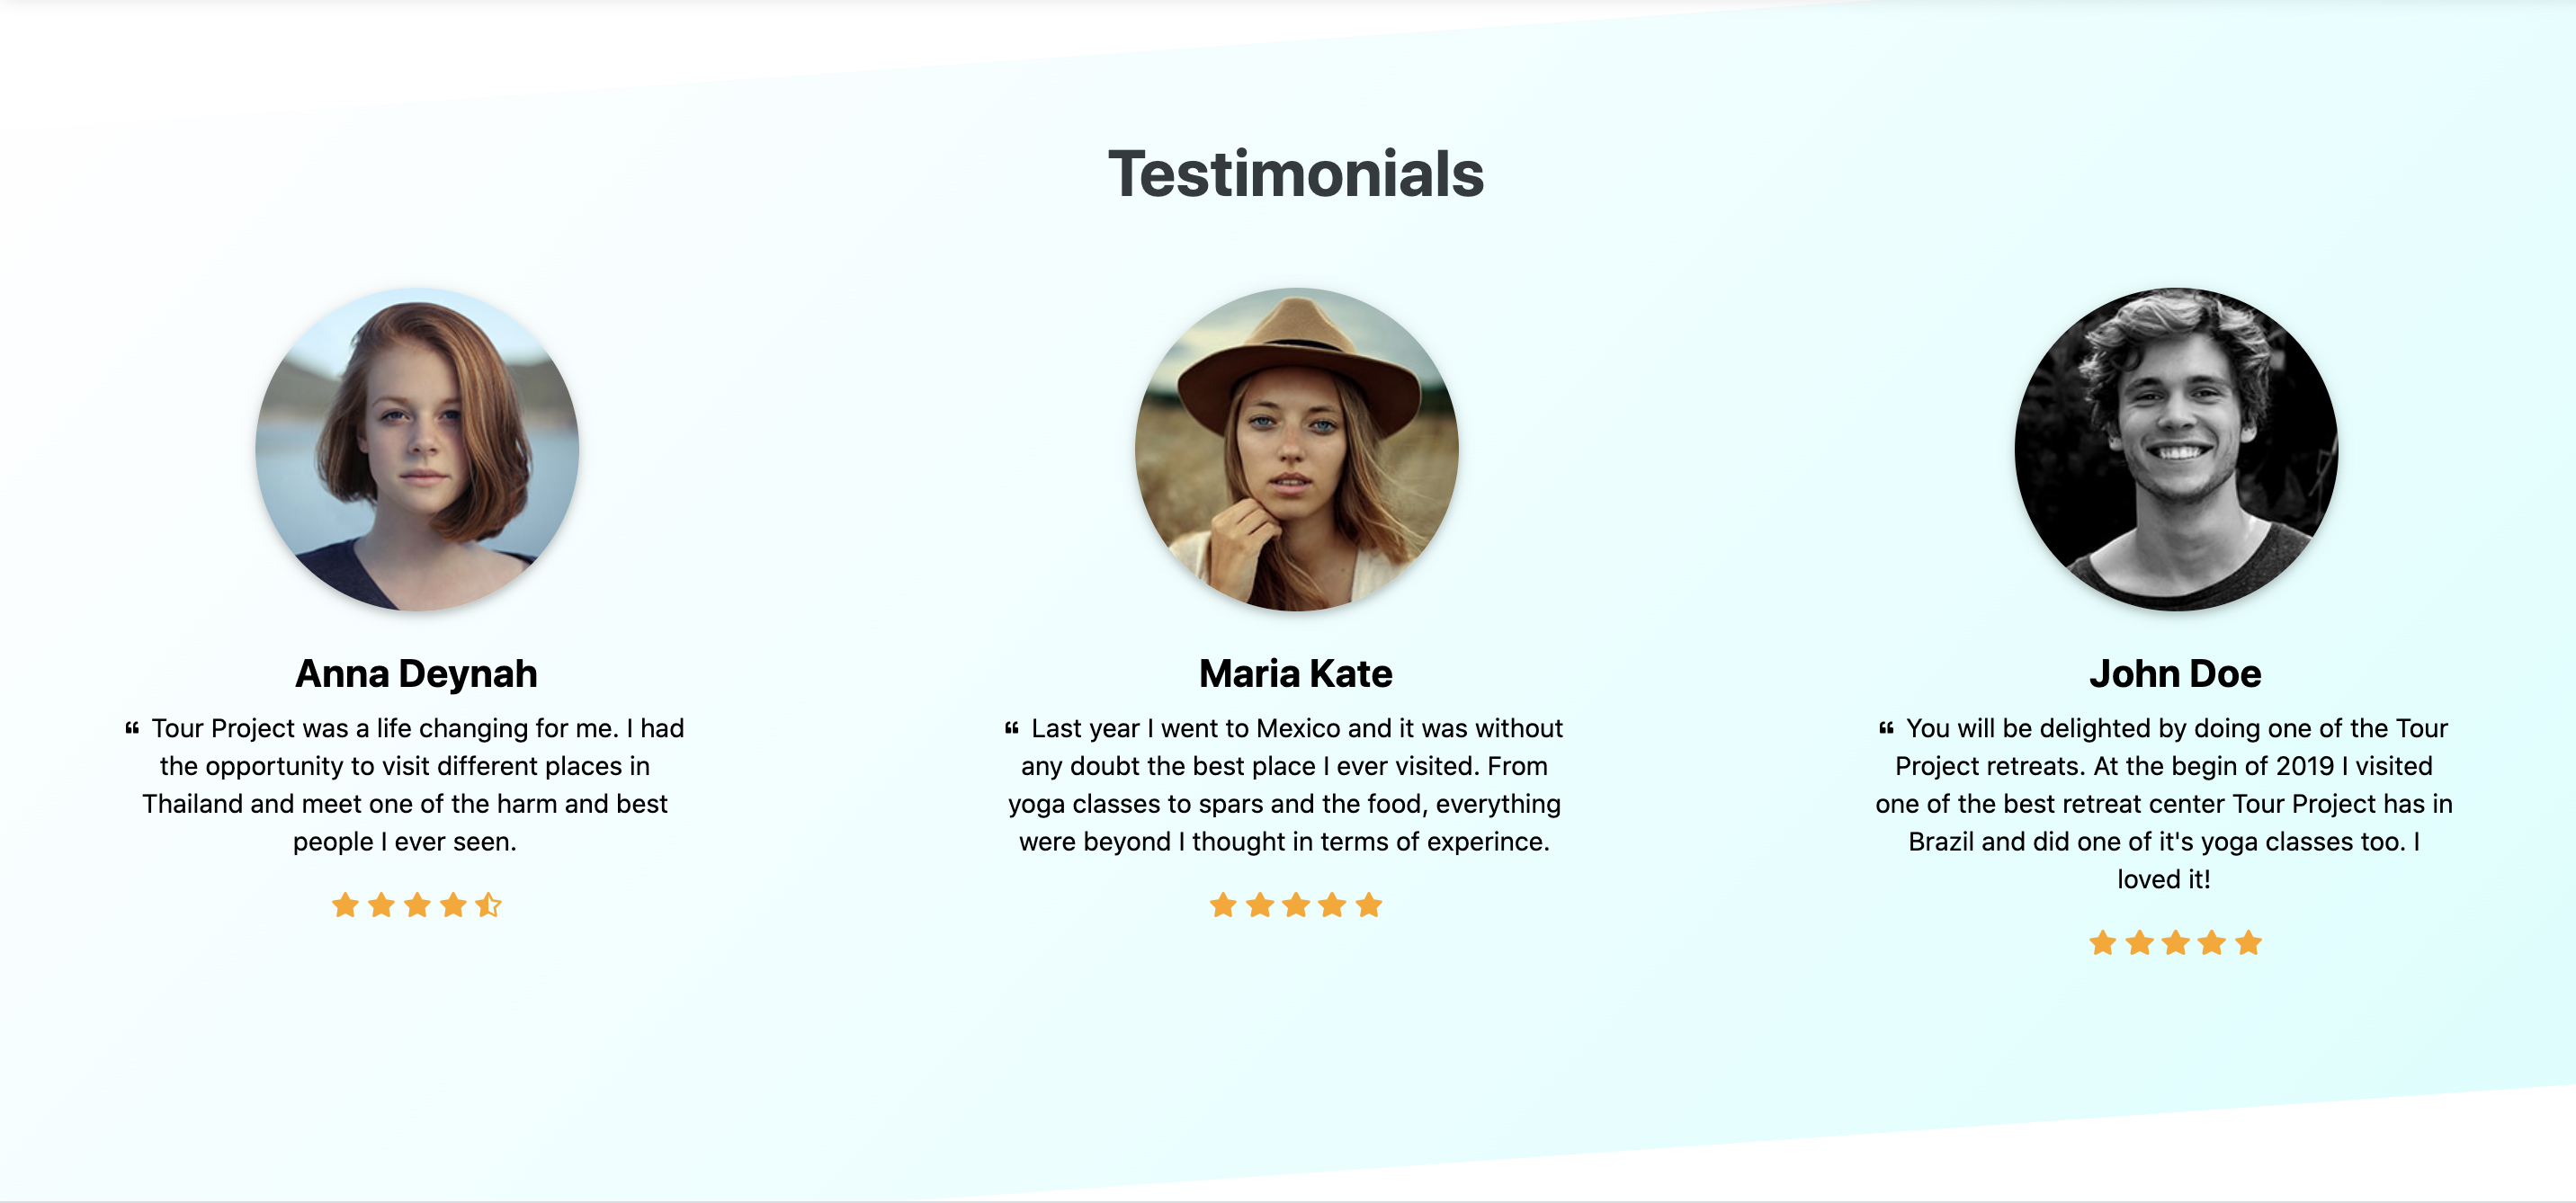 Testimonials
Anna Deynah
“ Tour Project was a life changing for me. I had
the opportunity to visit different places in
Thailand and meet one of the harm and best
people I ever seen.
Maria Kate
“ Last year I went to Mexico and it was without
any doubt the best place I ever visited. From
yoga classes to spars and the food, everything
were beyond I thought in terms of experince.
John Doe
“ You will be delighted by doing one of the Tour
Project retreats. At the begin of 2019 I visited
one of the best retreat center Tour Project has in
Brazil and did one of it's yoga classes too. I
loved it!